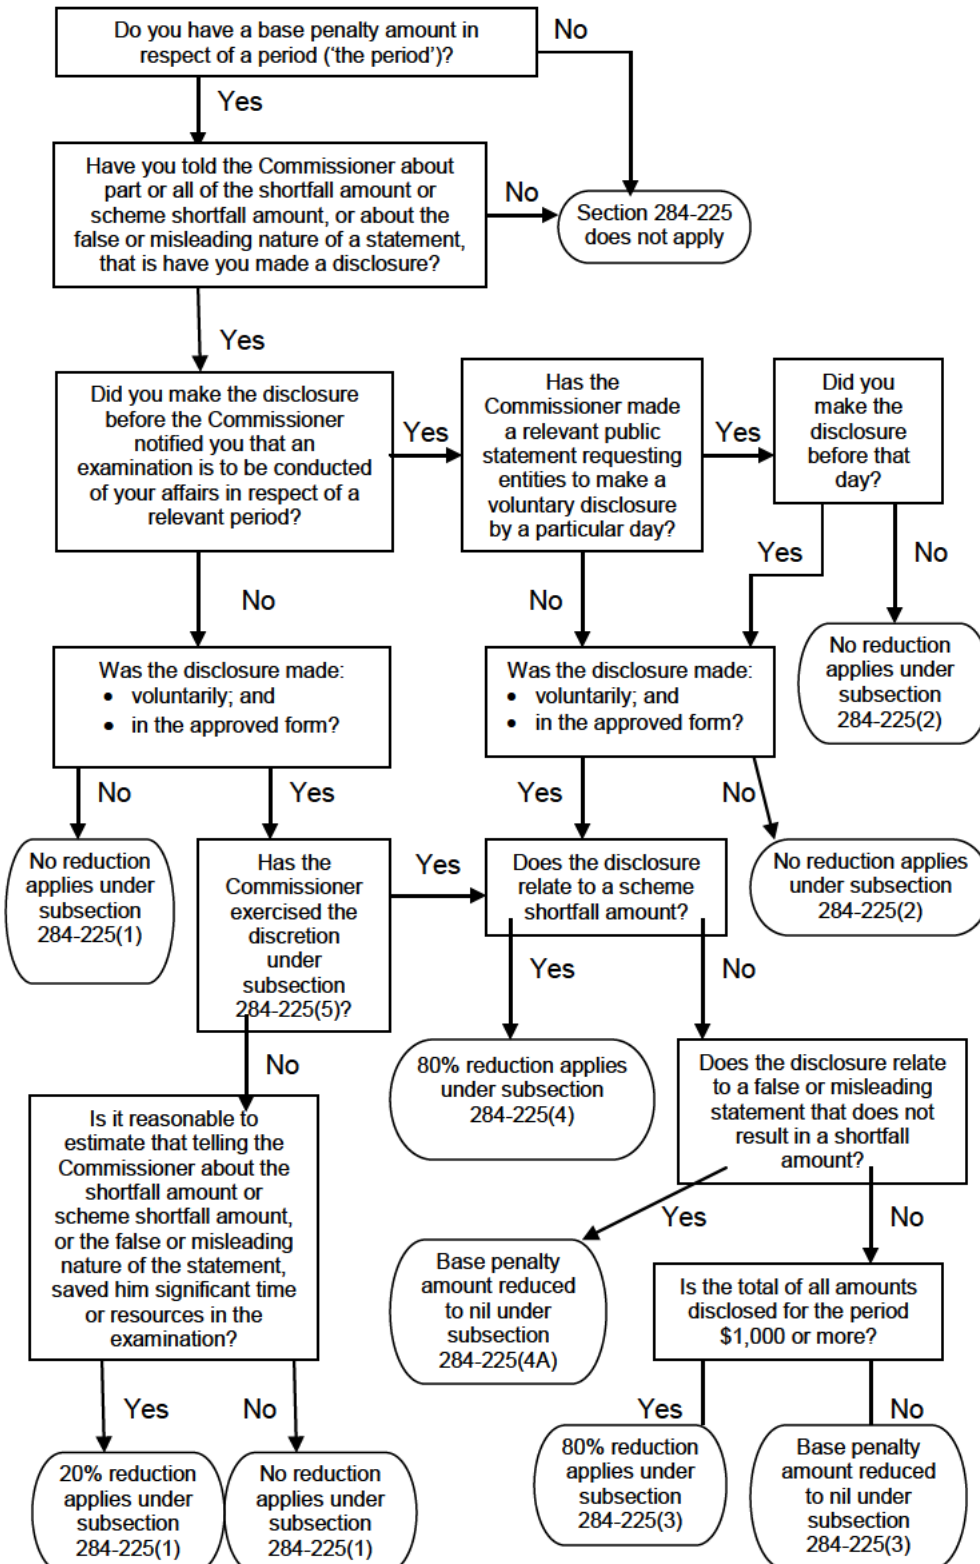 Do you have a base penalty amount in
respect of a period (‘the period’)?
No
Yes
Have you told the Commissioner about
part or all of the shortfall amount or
scheme shortfall amount, or about the
false or misleading nature of a statement,
that is have you made a disclosure?
No
Section 284-225
does not apply
Yes
Did you make the disclosure
before the Commissioner
notified you that an
examination is to be conducted
of your affairs in respect of a
relevant period?
Yes
Has the
Commissioner made
a relevant public
statement requesting
entities to make a
voluntary disclosure
by a particular day?
Yes
Did you
make the
disclosure
before that
day?
No
No
Yes
No
Was the disclosure made:
• voluntarily; and
• in the approved form?
Was the disclosure made:
• voluntarily; and
• in the approved form?
No reduction
applies under
subsection
284-225(2)
No
Yes
Yes
No
No reduction
applies under
subsection
284-225(1)
Has the
Commissioner
exercised the
discretion
under
subsection
284-225(5)?
Yes
Does the disclosure
relate to a scheme
shortfall amount?
No reduction applies
under subsection
284-225(2)
Yes
No
No
80% reduction applies
under subsection
284-225(4)
Does the disclosure relate
to a false or misleading
statement that does not
result in a shortfall
amount?
Is it reasonable to
estimate that telling the
Commissioner about the
shortfall amount or
scheme shortfall amount,
or the false or misleading
nature of the statement,
saved him significant time
or resources in the
examination?
Yes
No
Base penalty
amount reduced
to nil under
subsection
284-225(4A)
Is the total of all amounts
disclosed for the period
$1,000 or more?
Yes
No
Yes
No
20% reduction
applies under
subsection
284-225(1)
No reduction
applies under
subsection
284-225(1)
80% reduction
applies under
subsection
284-225(3)
Base penalty
amount reduced
to nil under
subsection
284-225(3)